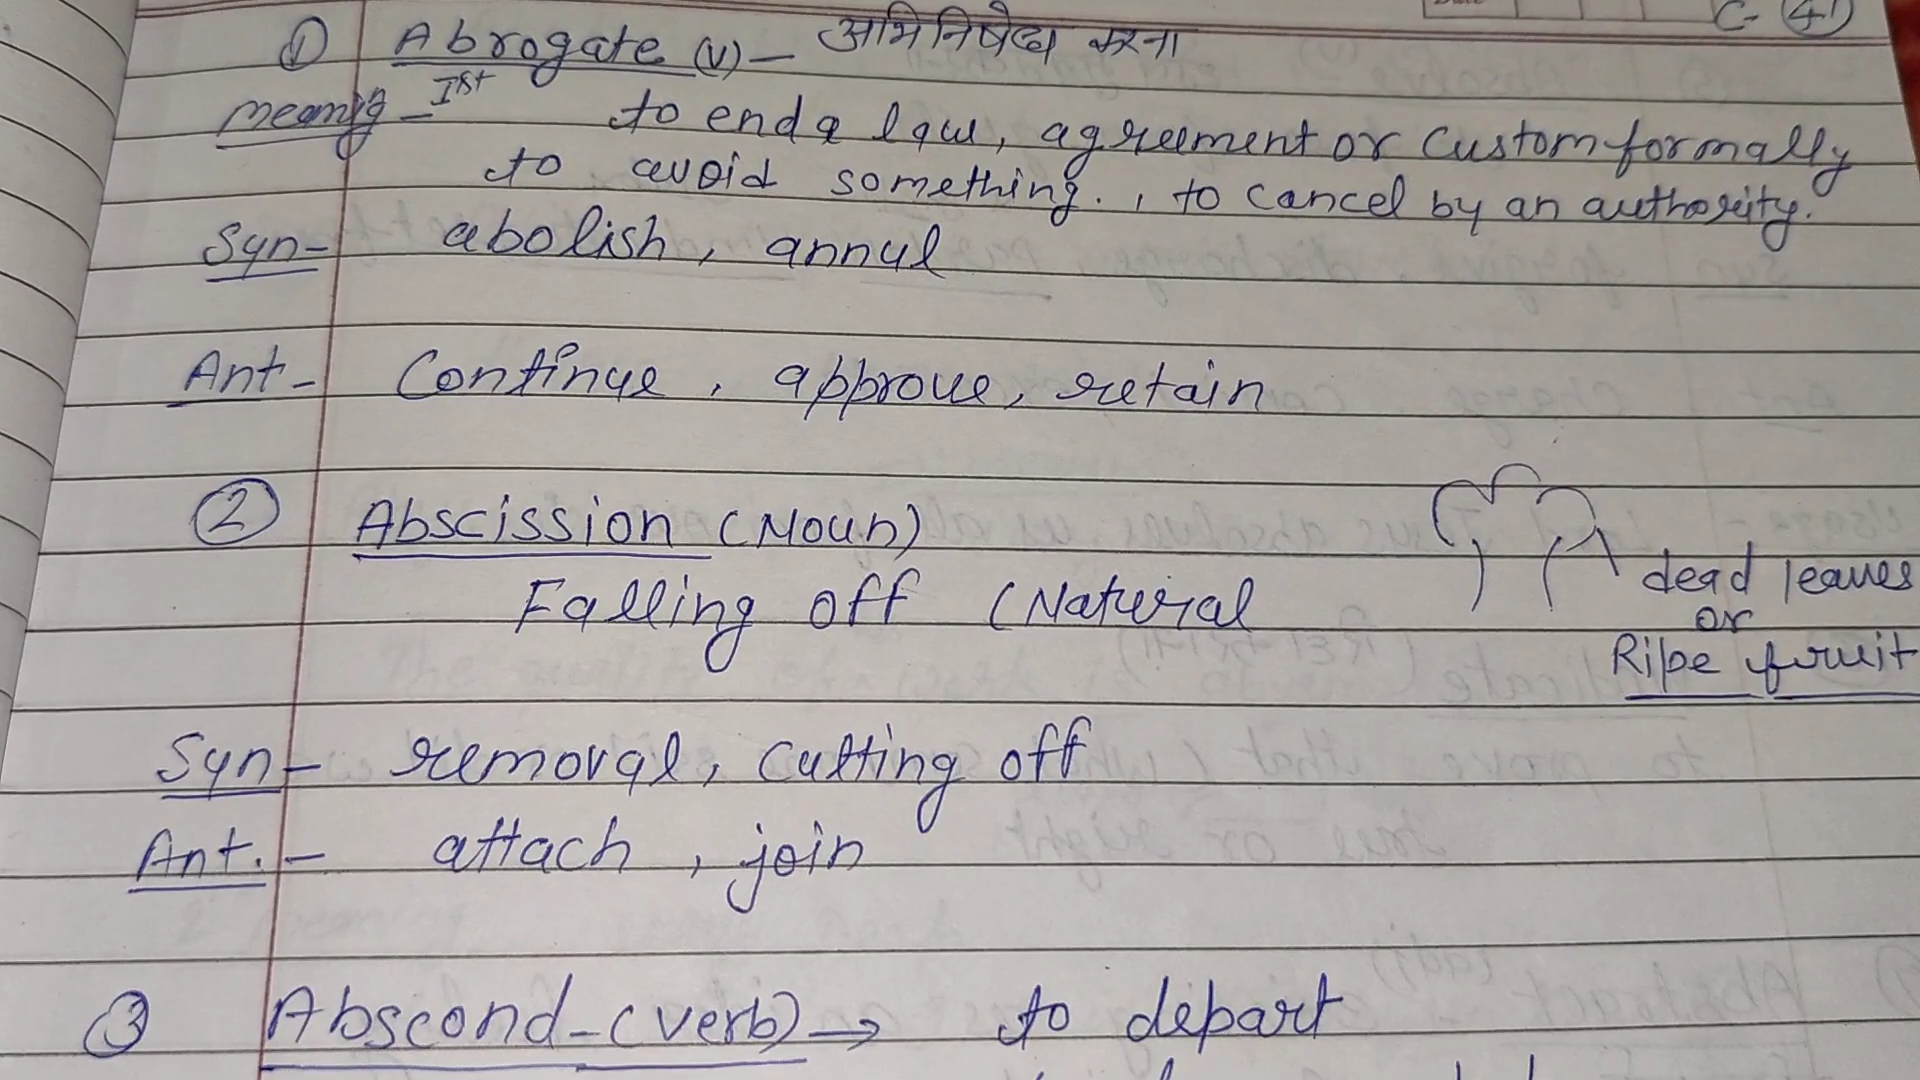 C- 41
① Abrogate (v) – अभिनिषेध करना
meaning – Ist to end a law, agreement or custom formally
to avoid something., to cancel by an authority.
Syn- abolish, annul
Ant- Continue, approve, retain
② Abscission (Noun)
Falling off (Natural
dead leaves
or
Ripe fruit
Syn- removal, cutting off
Ant. - attach, join
③ Abscond-(verb) → to depart